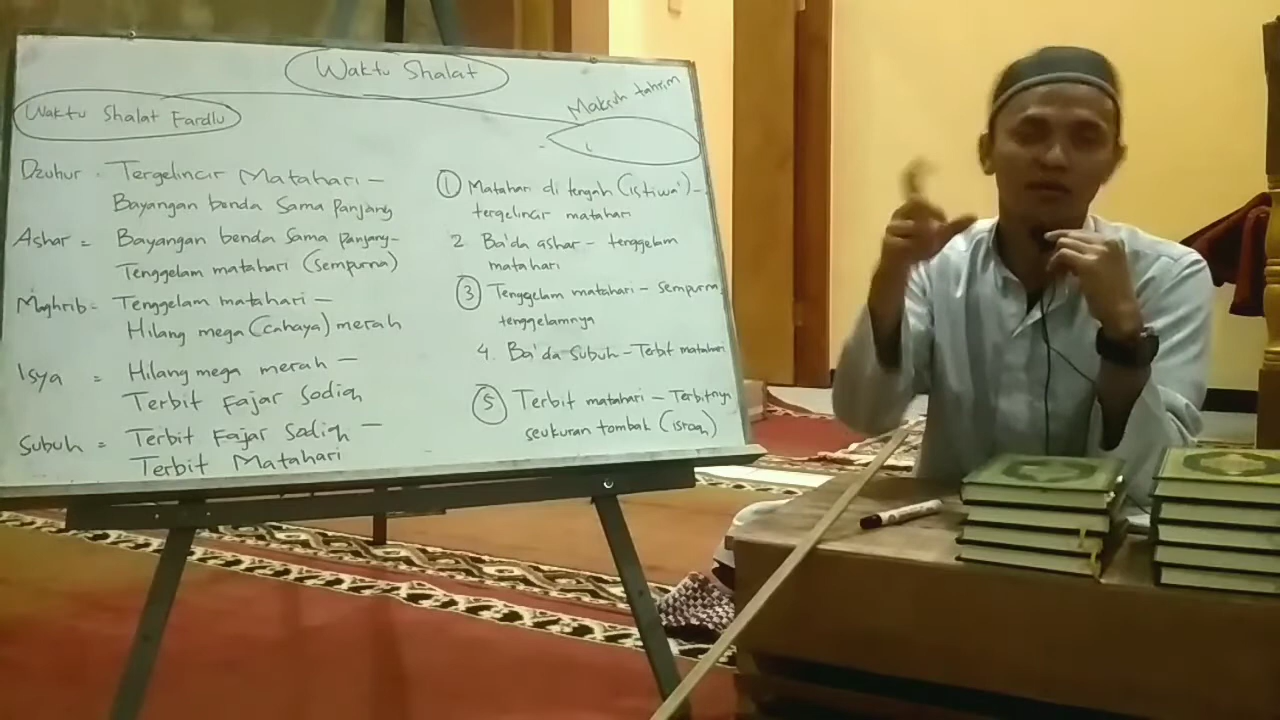 Waktu Shalat
Waktu Shalat Fardlu
Dzuhur - Tergelincir Matahari -
Bayangan benda Sama Panjang
Ashar = Bayangan benda Sama Panjang-
Tenggelam matahari (sempurna)
Maghrib = Tenggelam matahari -
Hilang mega (cahaya) merah
Isya = Hilang mega merah -
Terbit Fajar Sodiq
Subuh = Terbit Fajar Sodiq -
Terbit Matahari
Makruh tahrim
1 Matahari di tengah (istiwa') -
tergelincir matahari
2 Ba'da ashar - tenggelam
matahari
3 Tenggelam matahari - sempurna
tenggelamnya
4. Ba'da Subuh - Terbit matahari
5 Terbit matahari - Terbitnya
seukuran tombak (isroq)